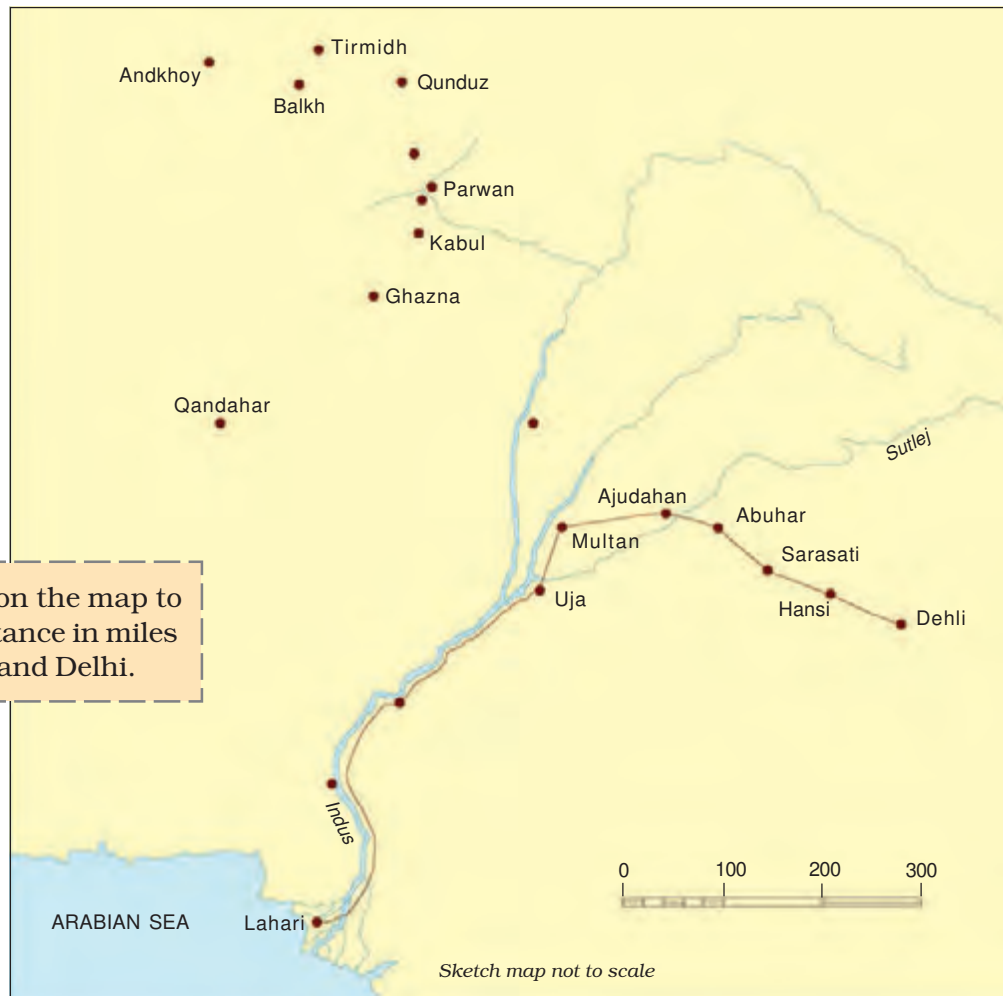 Tirmidh
Andkhoy
Balkh
Qunduz
Parwan
Kabul
Ghazna
Qandahar
Sutlej
Ajudahan
Abuhar
Multan
Sarasati
on the map to
tance in miles
and Delhi.
Uja
Hansi
Dehli
Indus
0 100 200 300
ARABIAN SEA
Lahari
Sketch map not to scale